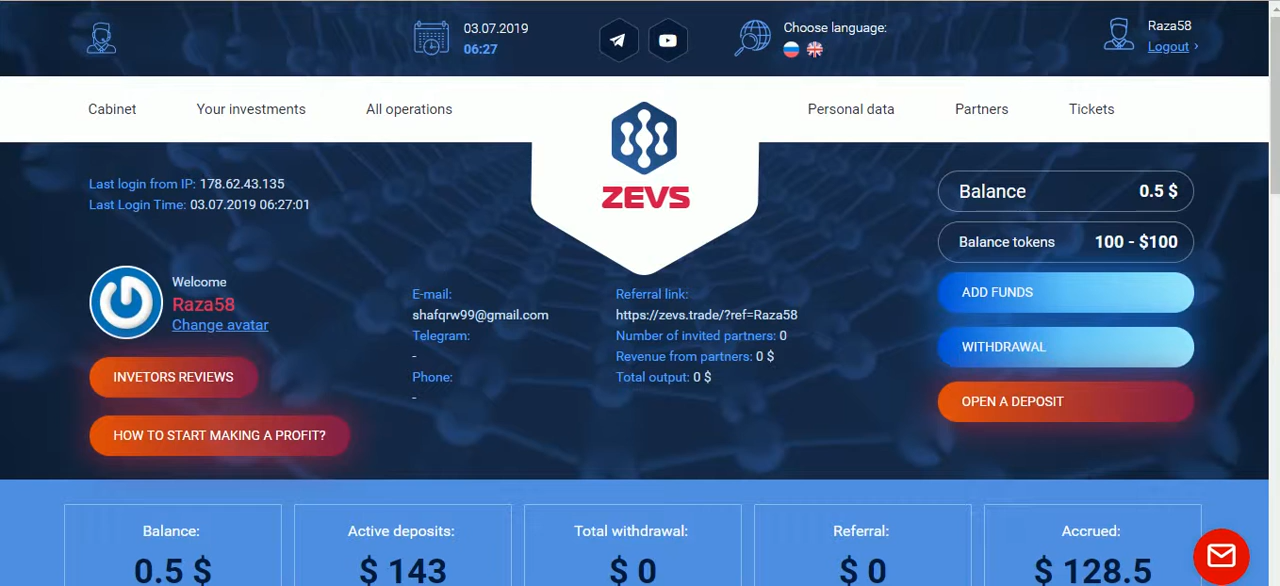 03.07.2019
06:27
Choose language:
Raza58
Logout ›
Cabinet
Your investments
All operations
ZEVS
Personal data
Partners
Tickets
Last login from IP: 178.62.43.135
Last Login Time: 03.07.2019 06:27:01
Welcome
Raza58
Change avatar
INVETORS REVIEWS
HOW TO START MAKING A PROFIT?
E-mail:
shafqrw99@gmail.com
Telegram:
-
Phone:
-
Referral link:
https://zevs.trade/?ref=Raza58
Number of invited partners: 0
Revenue from partners: 0 $
Total output: 0 $
Balance 0.5 $
Balance tokens 100 - $100
ADD FUNDS
WITHDRAWAL
OPEN A DEPOSIT
Balance:
0.5 $
Active deposits:
$ 143
Total withdrawal:
$ 0
Referral:
$ 0
Accrued:
$ 128.5